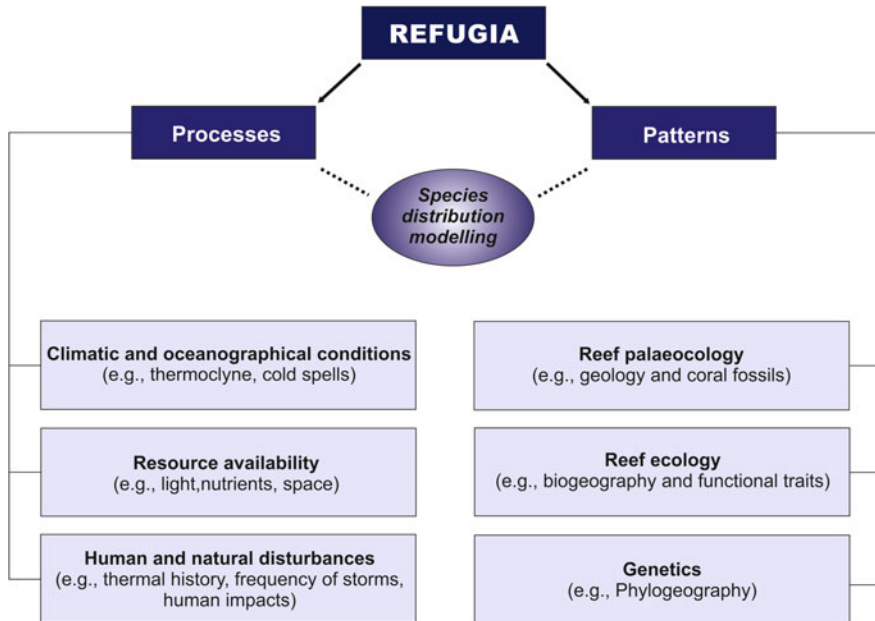 REFUGIA
Processes
Patterns
Species
distribution
modelling
Climatic and oceanographical conditions
(e.g., thermoclyne, cold spells)
Resource availability
(e.g., light,nutrients, space)
Human and natural disturbances
(e.g., thermal history, frequency of storms,
human impacts)
Reef palaecology
(e.g., geology and coral fossils)
Reef ecology
(e.g., biogeography and functional traits)
Genetics
(e.g., Phylogeography)